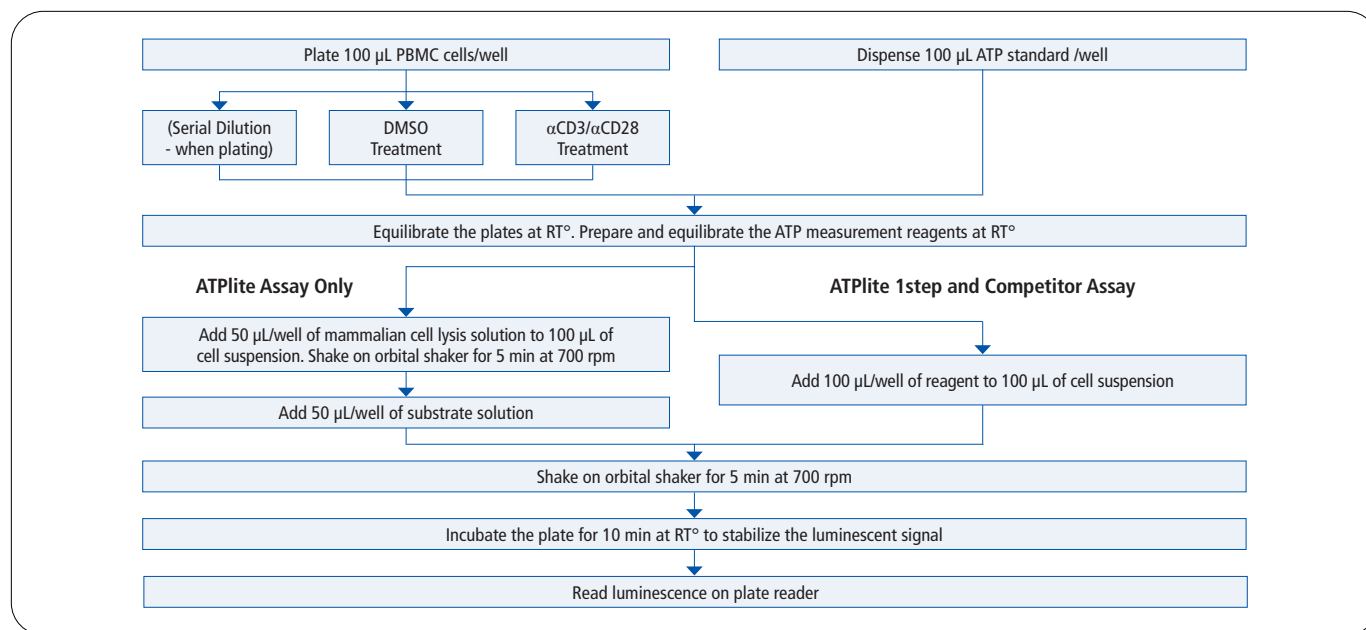 Plate 100 µL PBMC cells/well
Dispense 100 µL ATP standard /well
(Serial Dilution
- when plating)
DMSO
Treatment
αCD3/αCD28
Treatment
Equilibrate the plates at RT°. Prepare and equilibrate the ATP measurement reagents at RT°
ATPlite Assay Only
ATPlite 1step and Competitor Assay
Add 50 µL/well of mammalian cell lysis solution to 100 µL of
cell suspension. Shake on orbital shaker for 5 min at 700 rpm
Add 100 µL/well of reagent to 100 µL of cell suspension
Add 50 µL/well of substrate solution
Shake on orbital shaker for 5 min at 700 rpm
Incubate the plate for 10 min at RT° to stabilize the luminescent signal
Read luminescence on plate reader